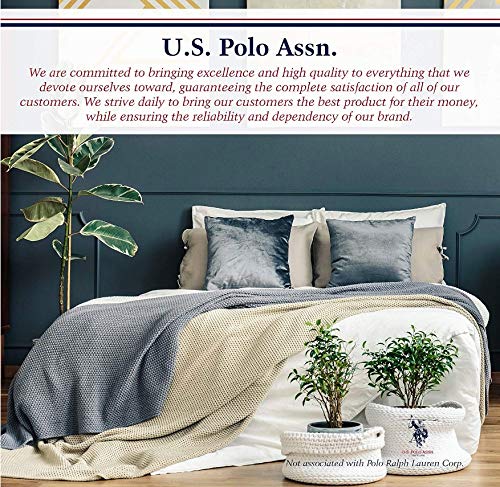 U.S. Polo Assn.
We are committed to bringing excellence and high quality to everything that we
devote ourselves toward, guaranteeing the complete satisfaction of all of our
customers. We strive daily to bring our customers the best product for their money,
while ensuring the reliability and dependency of our brand.
U.S. POLO ASSN
Not associated with Polo Ralph Lauren Corp.